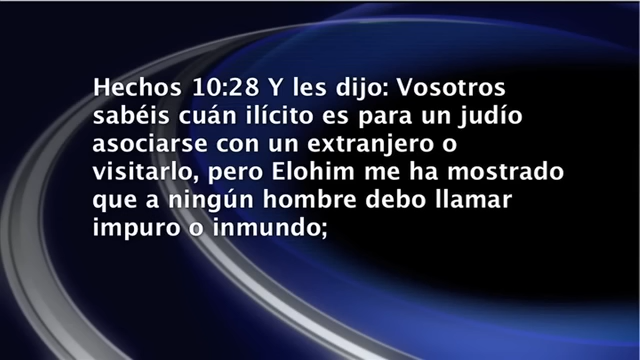 Hechos 10:28 Y les dijo: Vosotros
sabéis cuán ilícito es para un judío
asociarse con un extranjero o
visitarlo, pero Elohim me ha mostrado
que a ningún hombre debo llamar
impuro o inmundo;